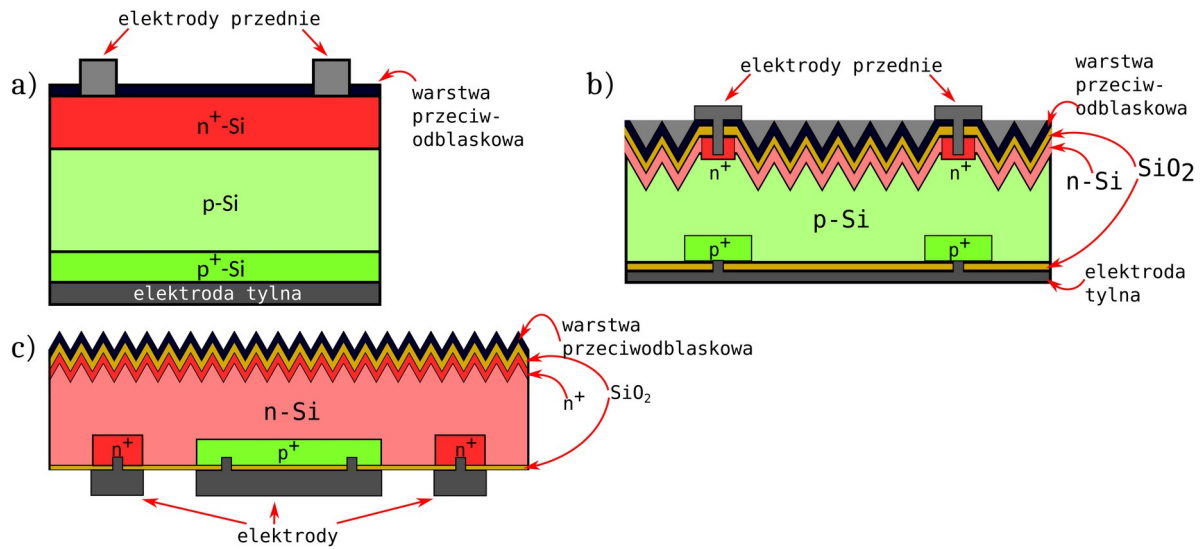 a)
elektrody przednie
warstwa
przeciw-
odblaskowa
n+-Si
p-Si
p+-Si
elektroda tylna
b)
elektrody przednie
warstwa
przeciw-
odblaskowa
n+
n+
n-Si
SiO2
p-Si
p+
p+
elektroda
tylna
c)
warstwa
przeciwodblaskowa
SiO2
n+
n-Si
n+
p+
n+
elektrody